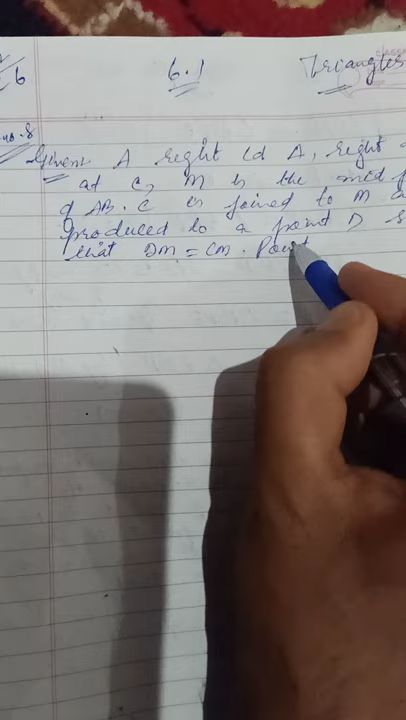 6
6.1
Triangles
no. 8
Given A right ld A, right
at C, M is the mid p
of AB. C is joined to M a
produced to a point D s
that DM = CM. Point